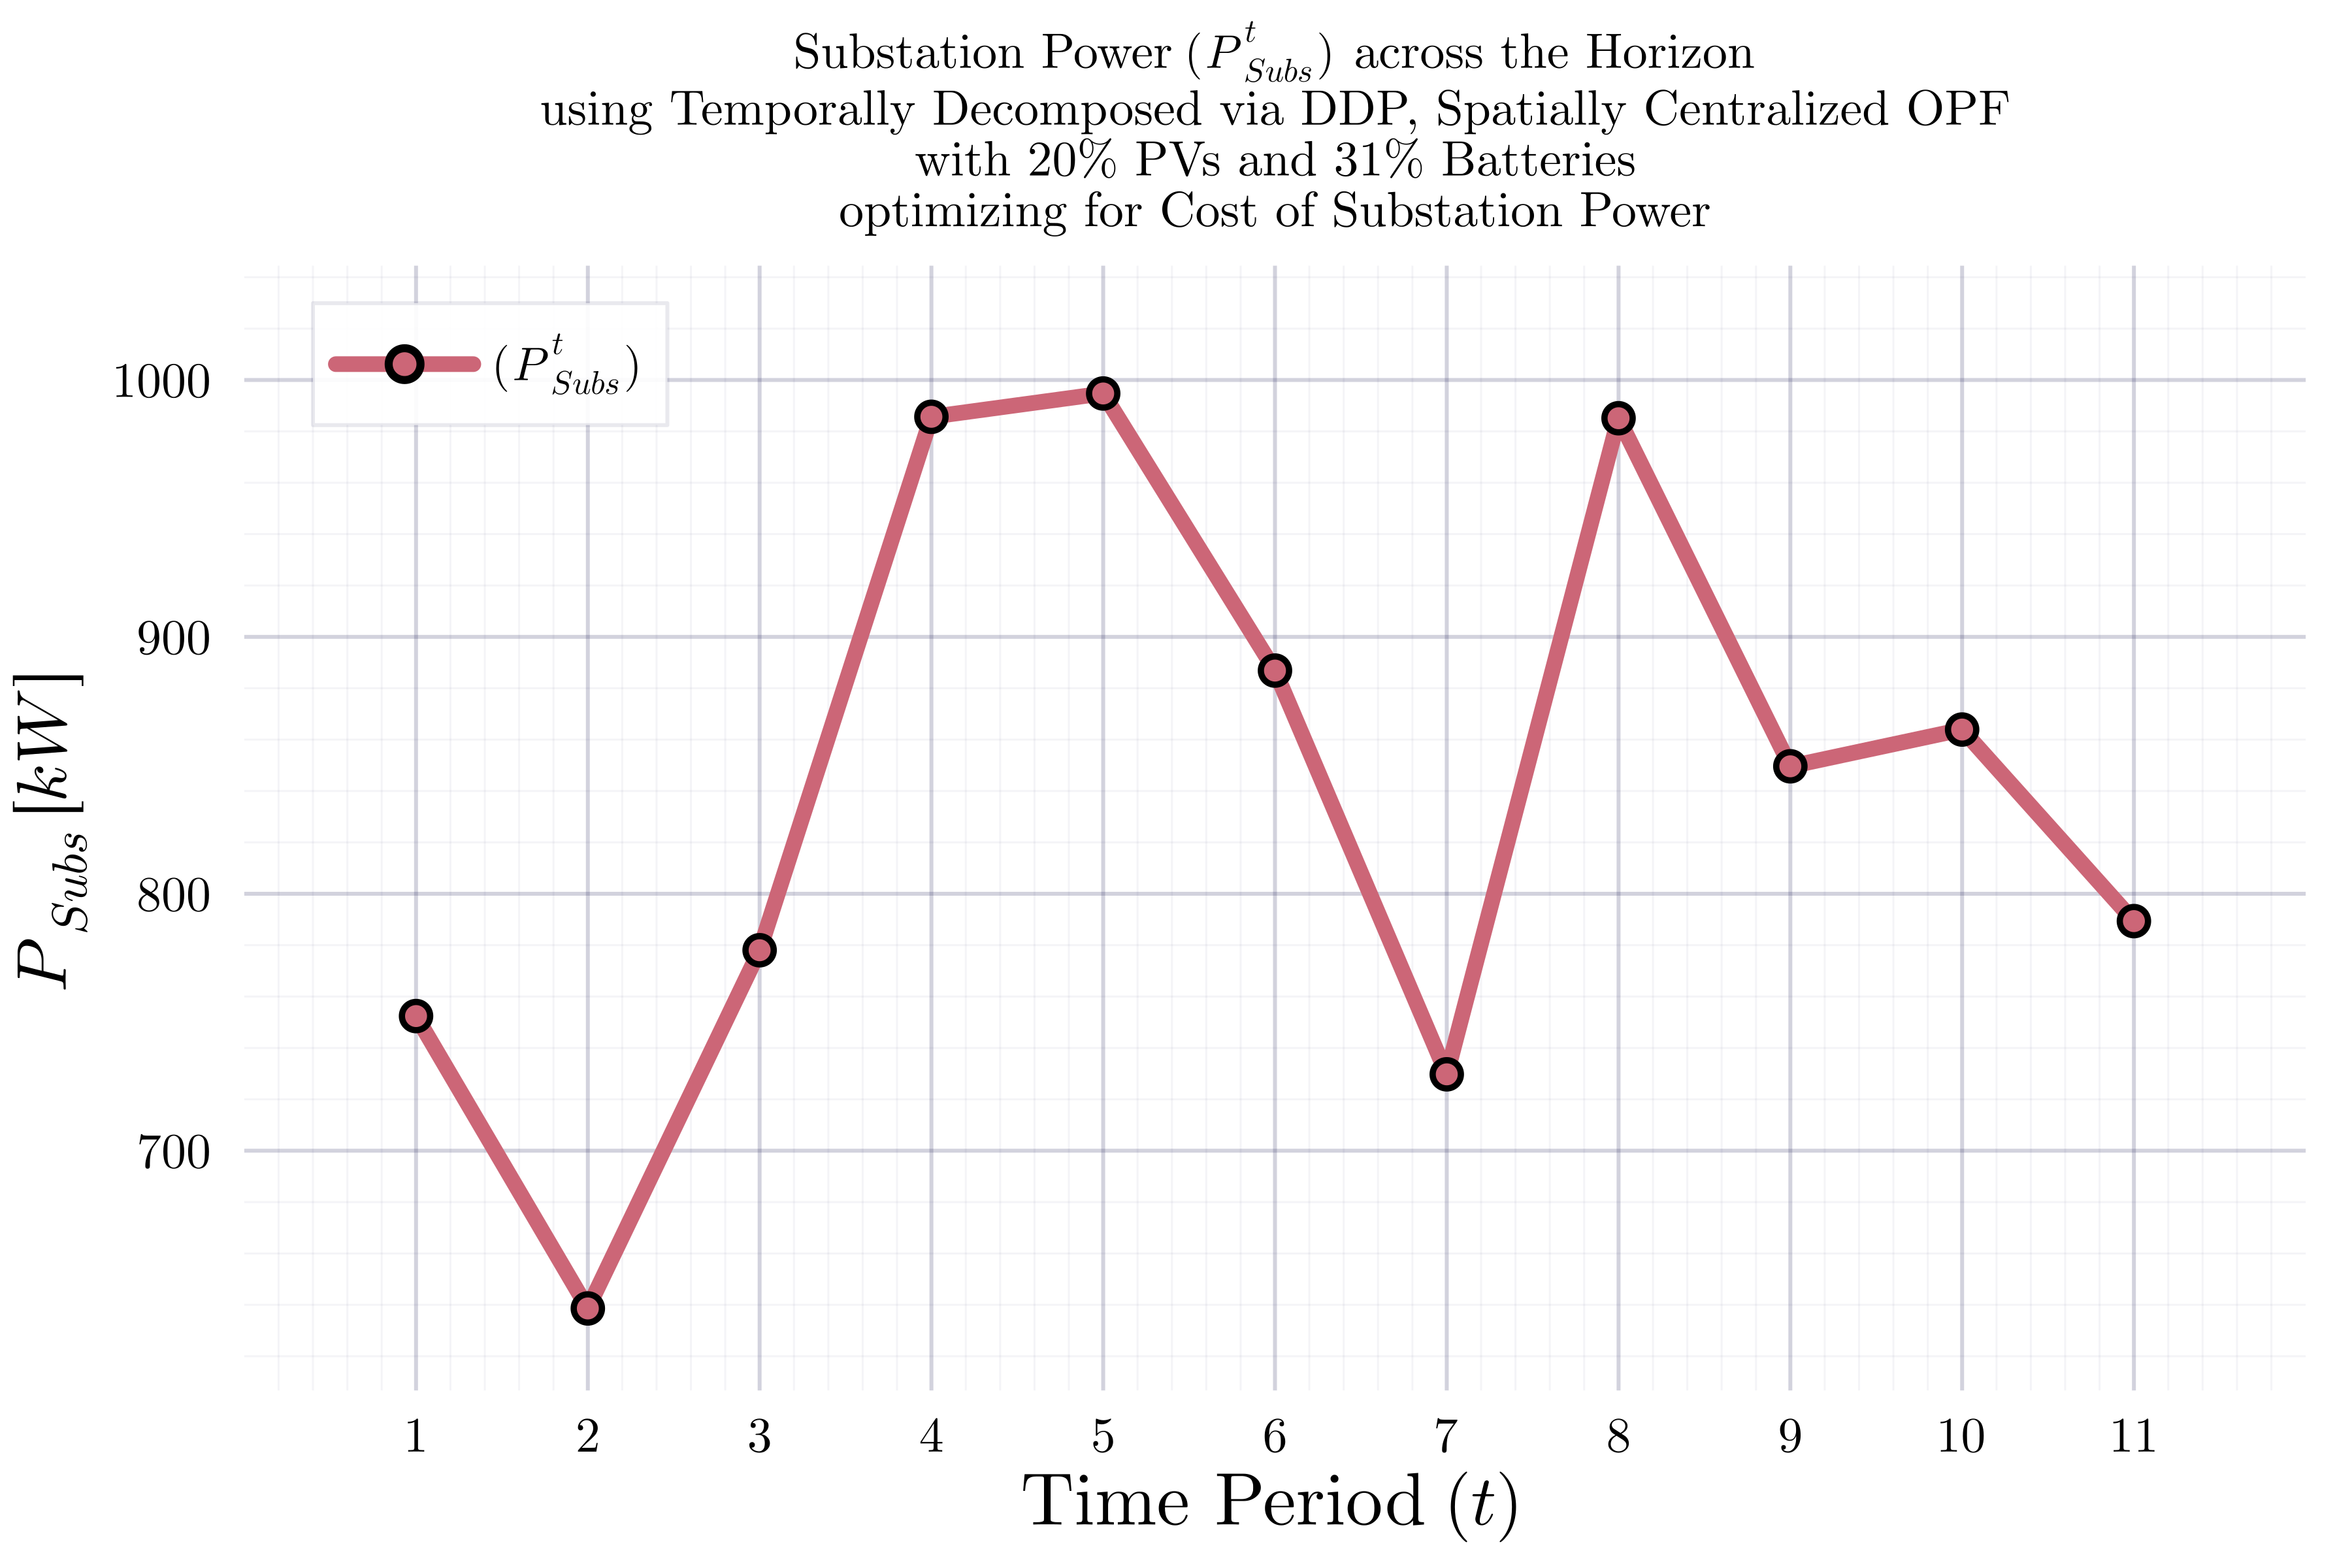 Substation Power (P^t_Subs) across the Horizon
using Temporally Decomposed via DDP, Spatially Centralized OPF
with 20% PVs and 31% Batteries
optimizing for Cost of Substation Power
(P^t_Subs)
1000
900
800
700
P_Subs [kW]
1 2 3 4 5 6 7 8 9 10 11
Time Period (t)